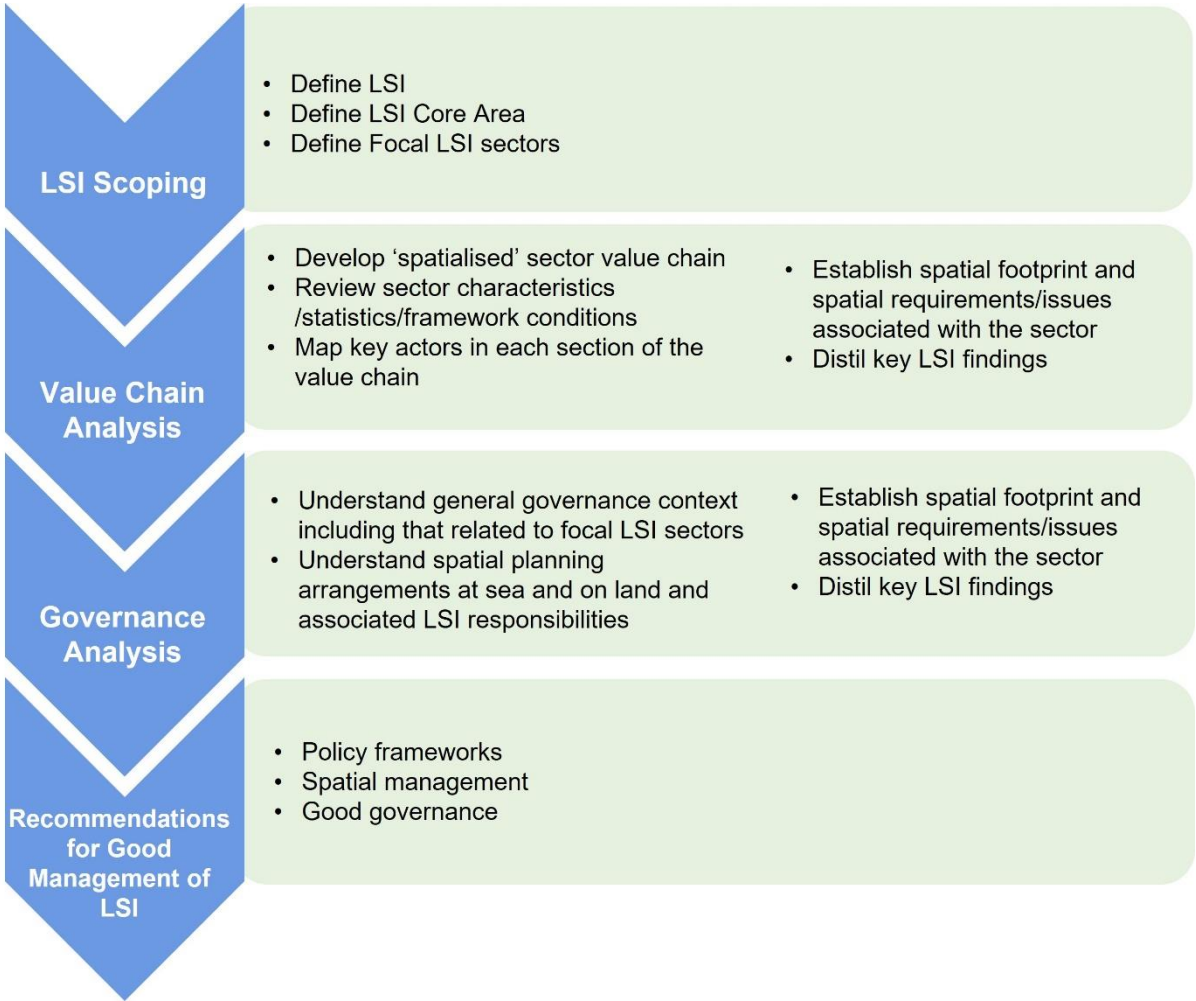 LSI Scoping
• Define LSI
• Define LSI Core Area
• Define Focal LSI sectors
Value Chain
Analysis
• Develop ‘spatialised’ sector value chain
• Review sector characteristics
/statistics/framework conditions
• Map key actors in each section of the
value chain
• Establish spatial footprint and
spatial requirements/issues
associated with the sector
• Distil key LSI findings
Governance
Analysis
• Understand general governance context
including that related to focal LSI sectors
• Understand spatial planning
arrangements at sea and on land and
associated LSI responsibilities
• Establish spatial footprint and
spatial requirements/issues
associated with the sector
• Distil key LSI findings
Recommendations
for Good
Management of
LSI
• Policy frameworks
• Spatial management
• Good governance